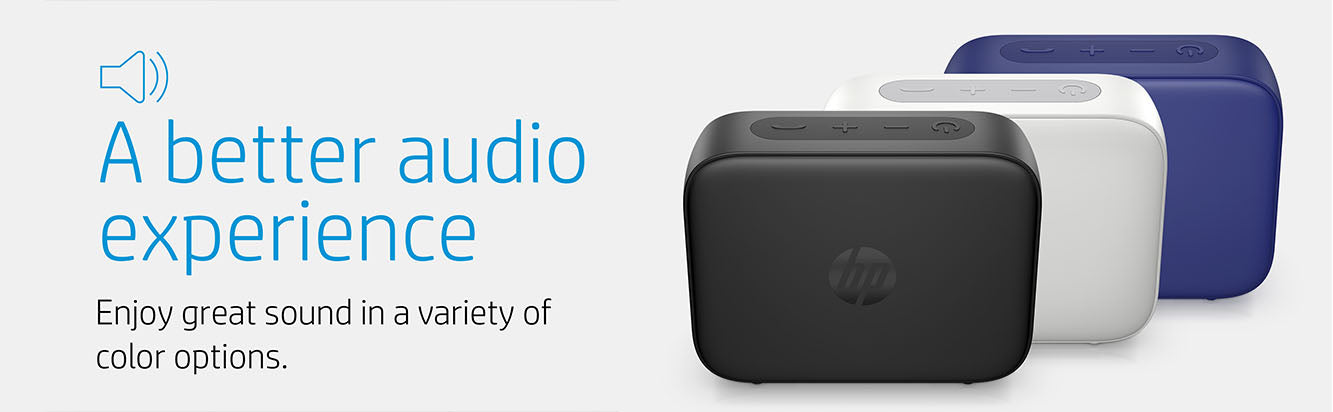 A better audio
experience
Enjoy great sound in a variety of
color options.
hp